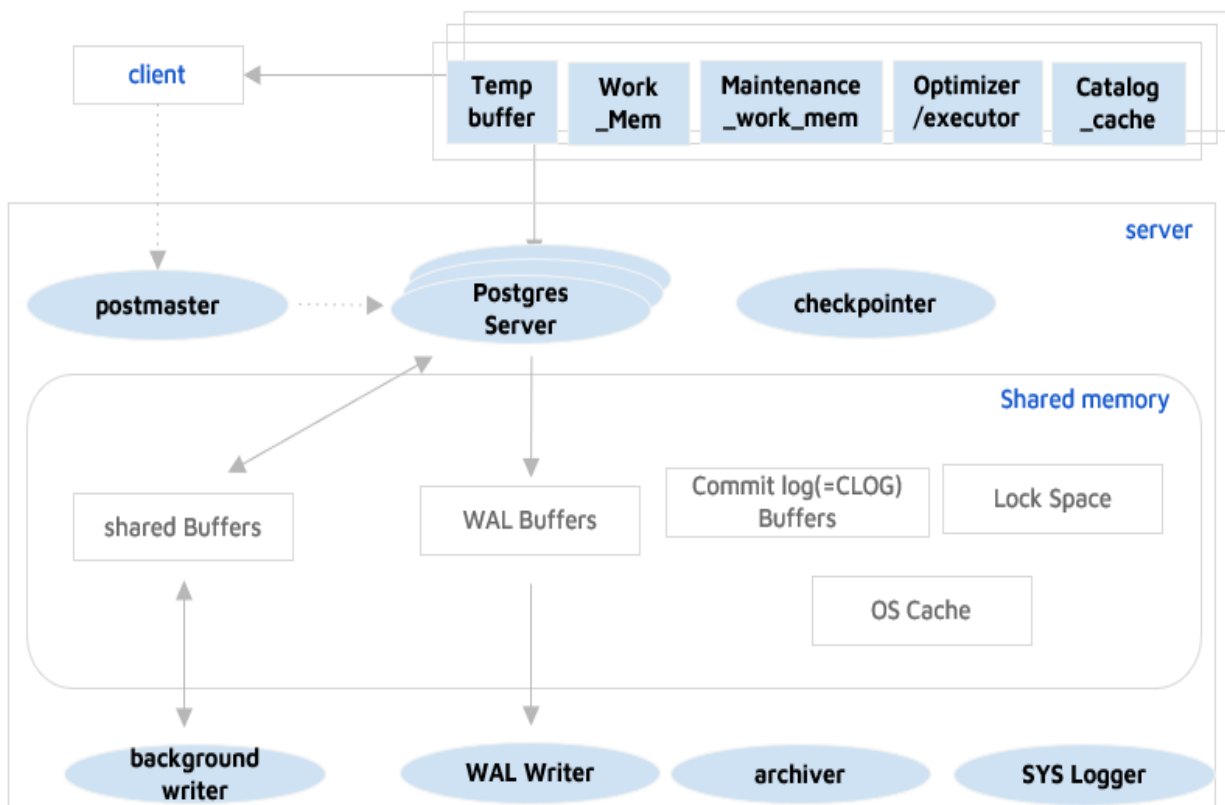 client
Temp
buffer
Work
_Mem
Maintenance
_work_mem
Optimizer
/executor
Catalog
_cache
server
postmaster
Postgres
Server
checkpointer
Shared memory
shared Buffers
WAL Buffers
Commit log(=CLOG)
Buffers
Lock Space
OS Cache
background
writer
WAL Writer
archiver
SYS Logger